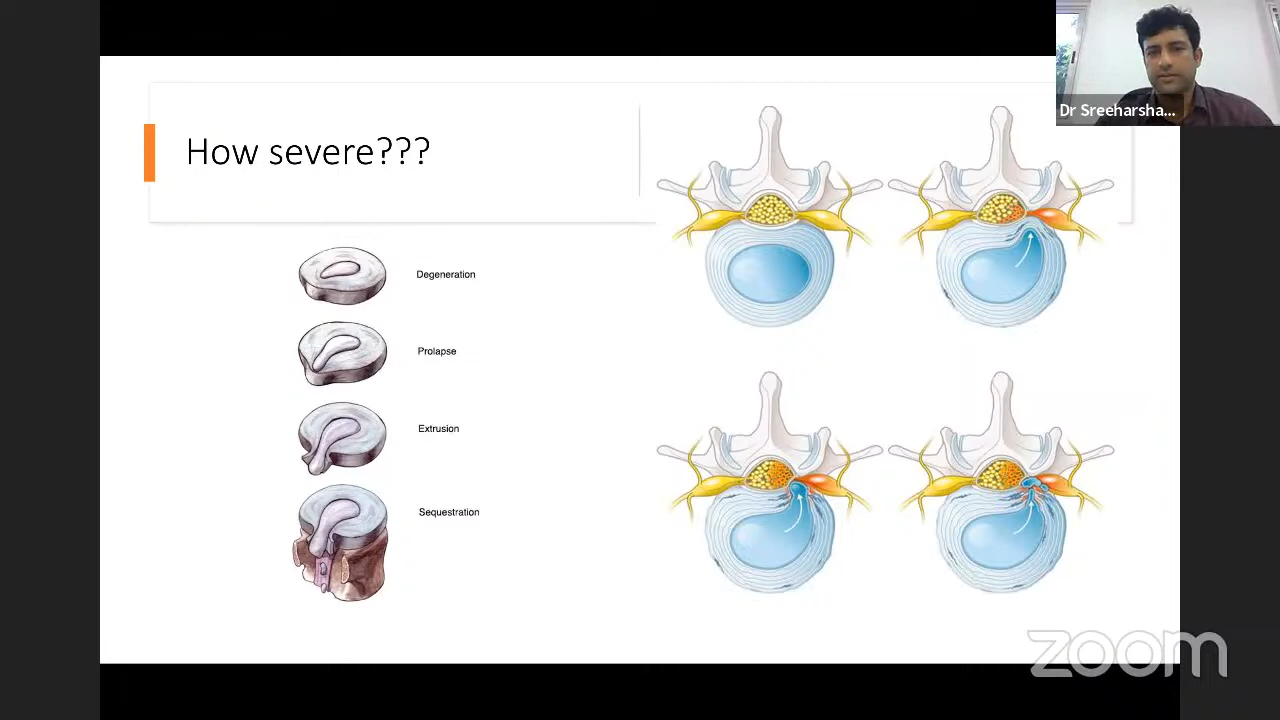 How severe???
Dr Sreeharsha...
Degeneration
Prolapse
Extrusion
Sequestration
zoom